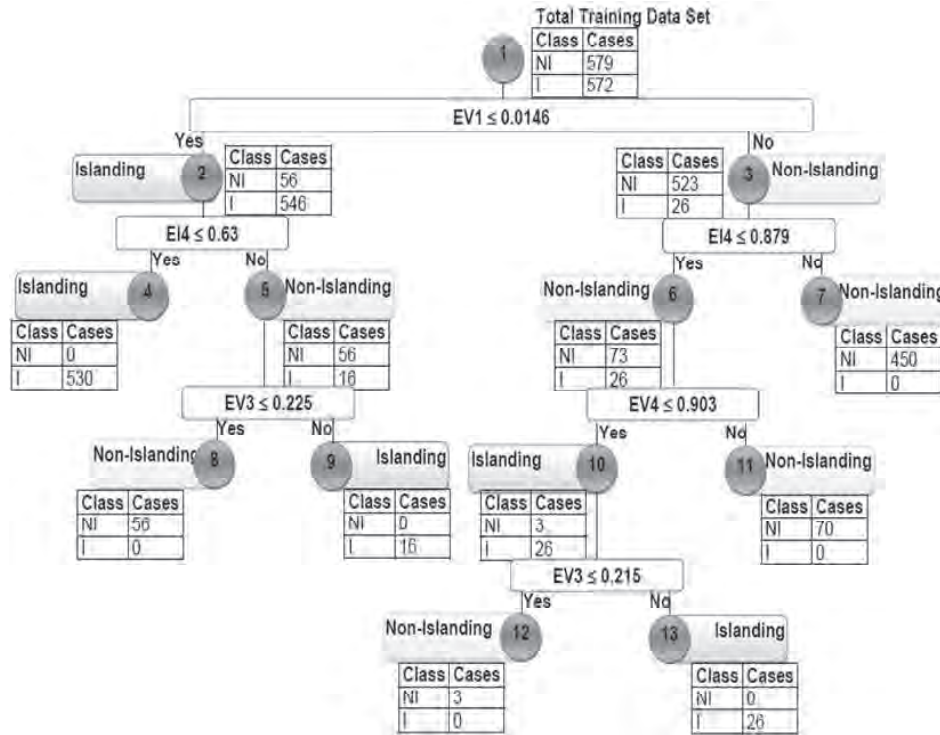 Total Training Data Set
1
Class Cases
NI 579
I 572
EV1 ≤ 0.0146
Yes
No
Islanding 2
Class Cases
NI 56
I 546
Class Cases
NI 523
I 26
3 Non-Islanding
EI4 ≤ 0.63
EI4 ≤ 0.879
Yes
No
Yes
No
Islanding 4
5 Non-Islanding
Non-Islanding 6
7 Non-Islanding
Class Cases
NI 0
I 530
Class Cases
NI 56
I 16
Class Cases
NI 73
I 26
Class Cases
NI 450
I 0
EV3 ≤ 0.225
EV4 ≤ 0.903
Yes
No
Yes
No
Non-Islanding 8
9 Islanding
Islanding 10
11 Non-Islanding
Class Cases
NI 56
I 0
Class Cases
NI 0
I 16
Class Cases
NI 3
I 26
Class Cases
NI 70
I 0
EV3 ≤ 0.215
Yes
No
Non-Islanding 12
13 Islanding
Class Cases
NI 3
I 0
Class Cases
NI 0
I 26